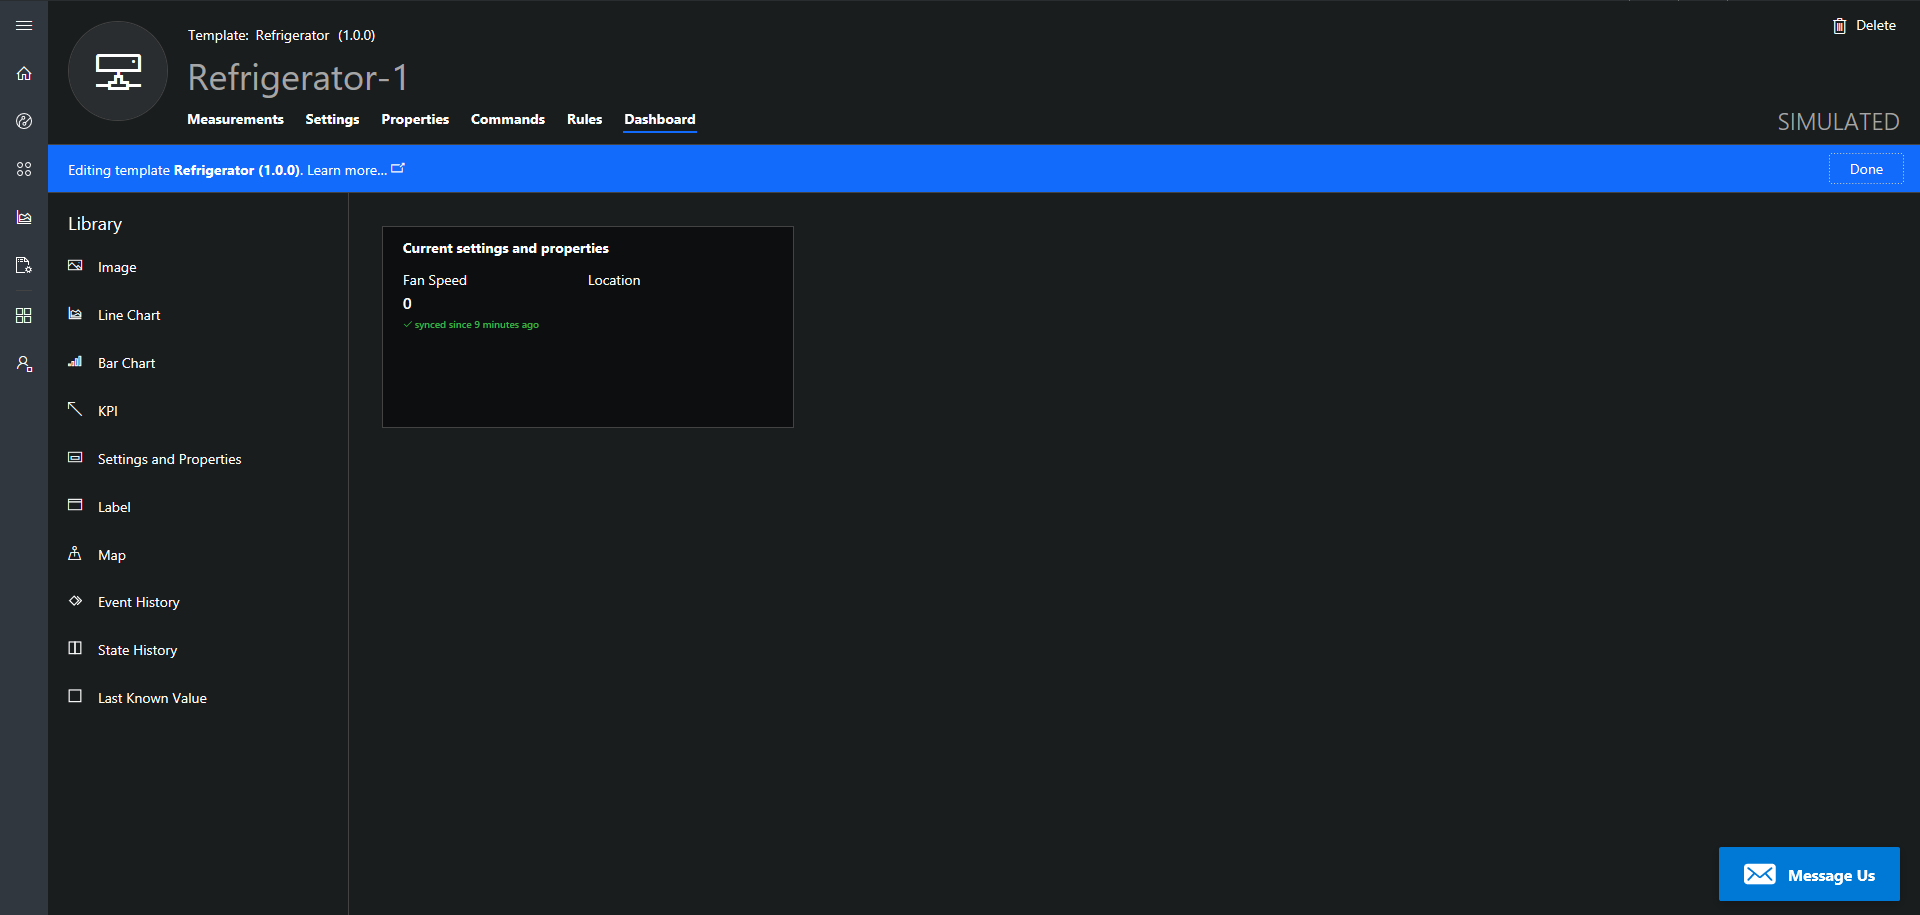 Template: Refrigerator (1.0.0)
Delete
Refrigerator-1
Measurements Settings Properties Commands Rules Dashboard
SIMULATED
Editing template Refrigerator (1.0.0). Learn more...
Done
Library
Image
Line Chart
Bar Chart
KPI
Settings and Properties
Label
Map
Event History
State History
Last Known Value
Current settings and properties
Fan Speed
0
synced since 9 minutes ago
Location
Message Us